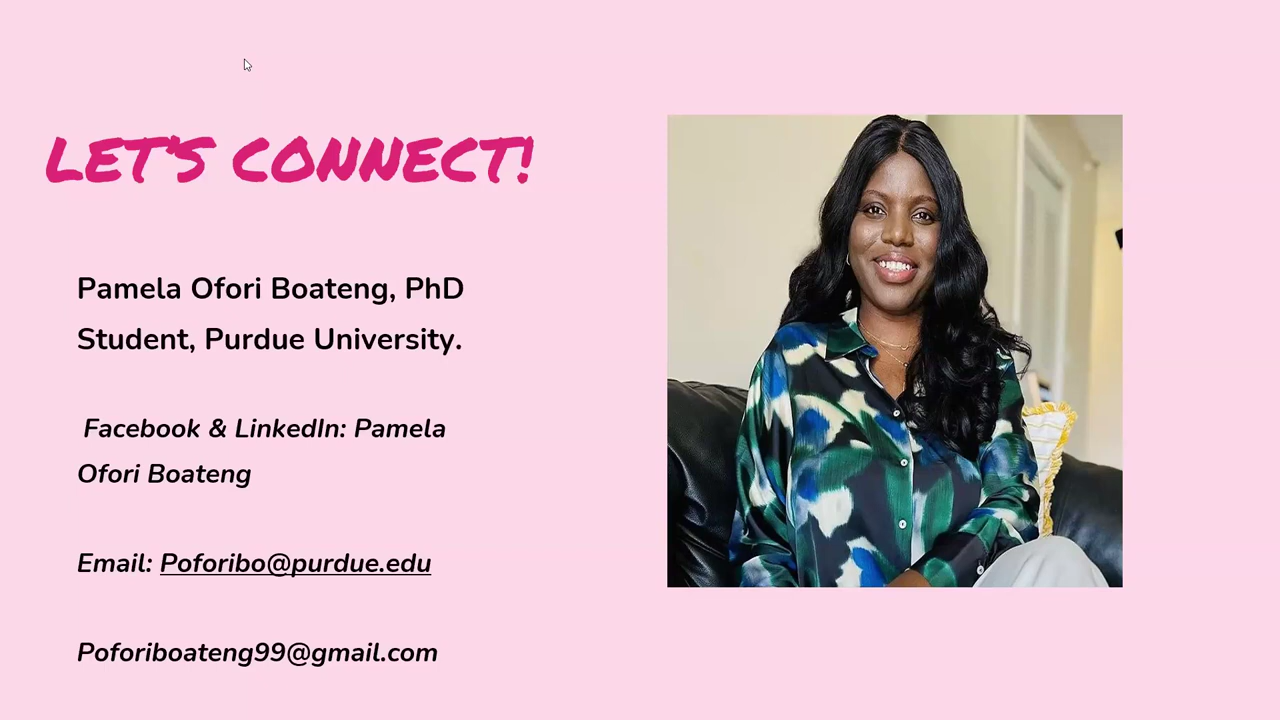 LET'S CONNECT!
Pamela Ofori Boateng, PhD
Student, Purdue University.
Facebook & LinkedIn: Pamela
Ofori Boateng
Email: Poforibo@purdue.edu
Poforiboateng99@gmail.com